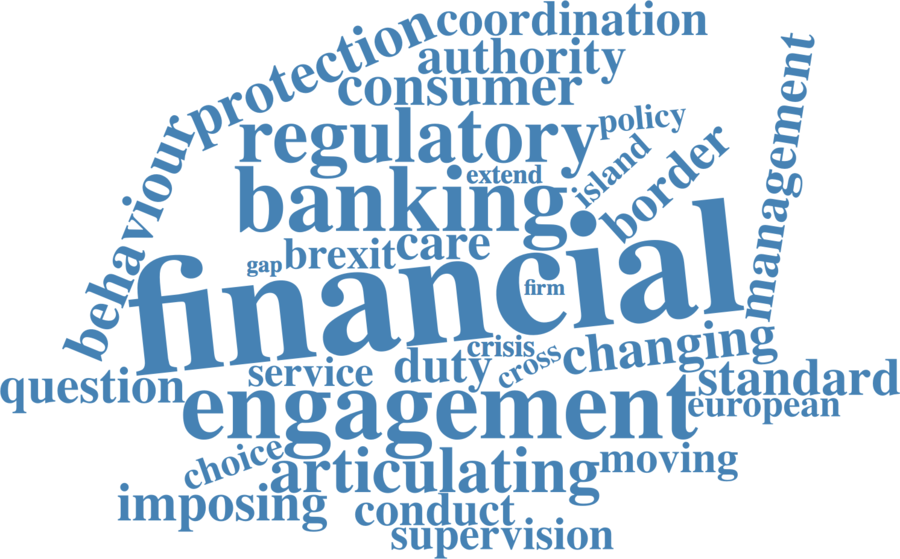 coordination
protection
authority
consumer
behaviour
regulatory
policy
management
extend
island
border
banking
brexit
care
gap
financial
firm
crisis
changing
service
duty
cross
question
standard
engagement
european
choice
articulating
moving
imposing
conduct
supervision